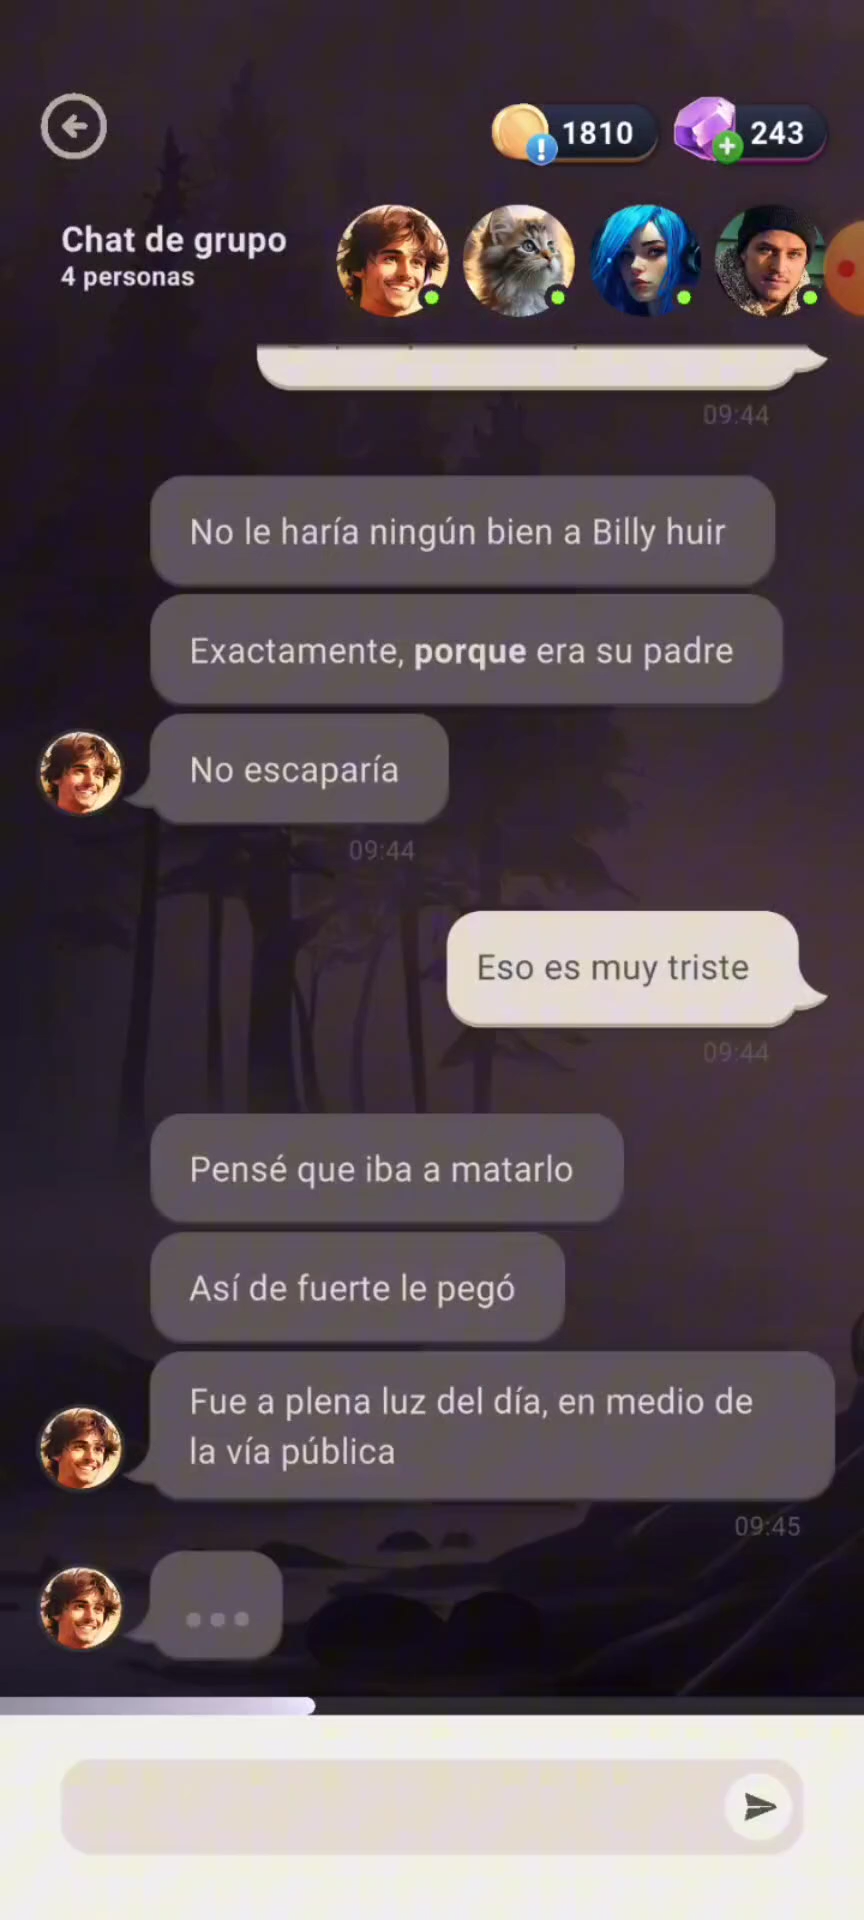 1810
243
Chat de grupo
4 personas
09:44
No le haría ningún bien a Billy huir
Exactamente, porque era su padre
No escaparía
09:44
Eso es muy triste
09:44
Pensé que iba a matarlo
Así de fuerte le pegó
Fue a plena luz del día, en medio de
la vía pública
09:45